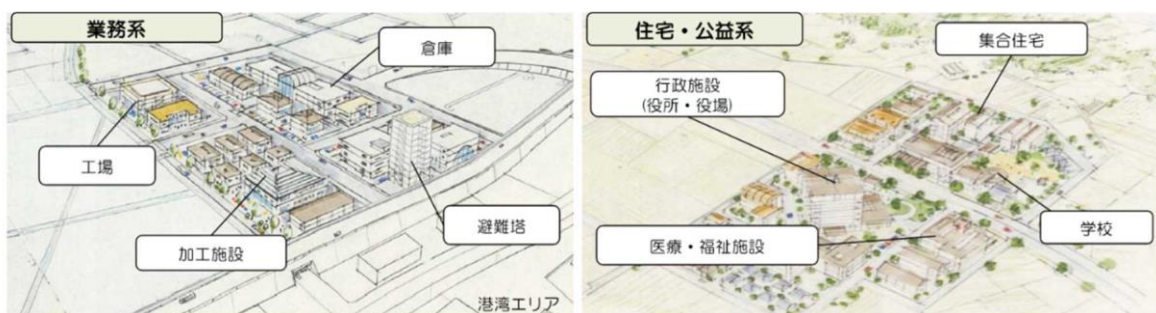 業務系
倉庫
工場
加工施設
避難塔
港湾エリア
住宅・公益系
集合住宅
行政施設
(役所・役場)
学校
医療・福祉施設